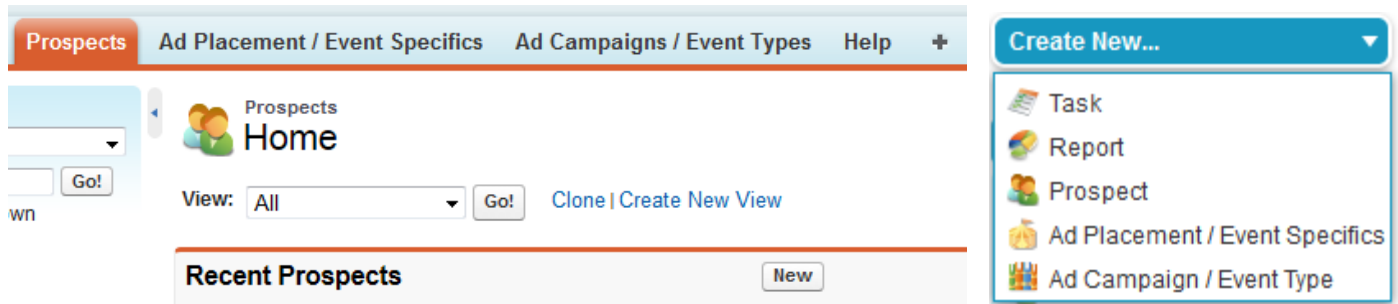 Prospects Ad Placement / Event Specifics Ad Campaigns / Event Types Help +
Prospects
Home
Go!
wn
View: All Go! Clone | Create New View
Recent Prospects New
Create New...
Task
Report
Prospect
Ad Placement / Event Specifics
Ad Campaign / Event Type